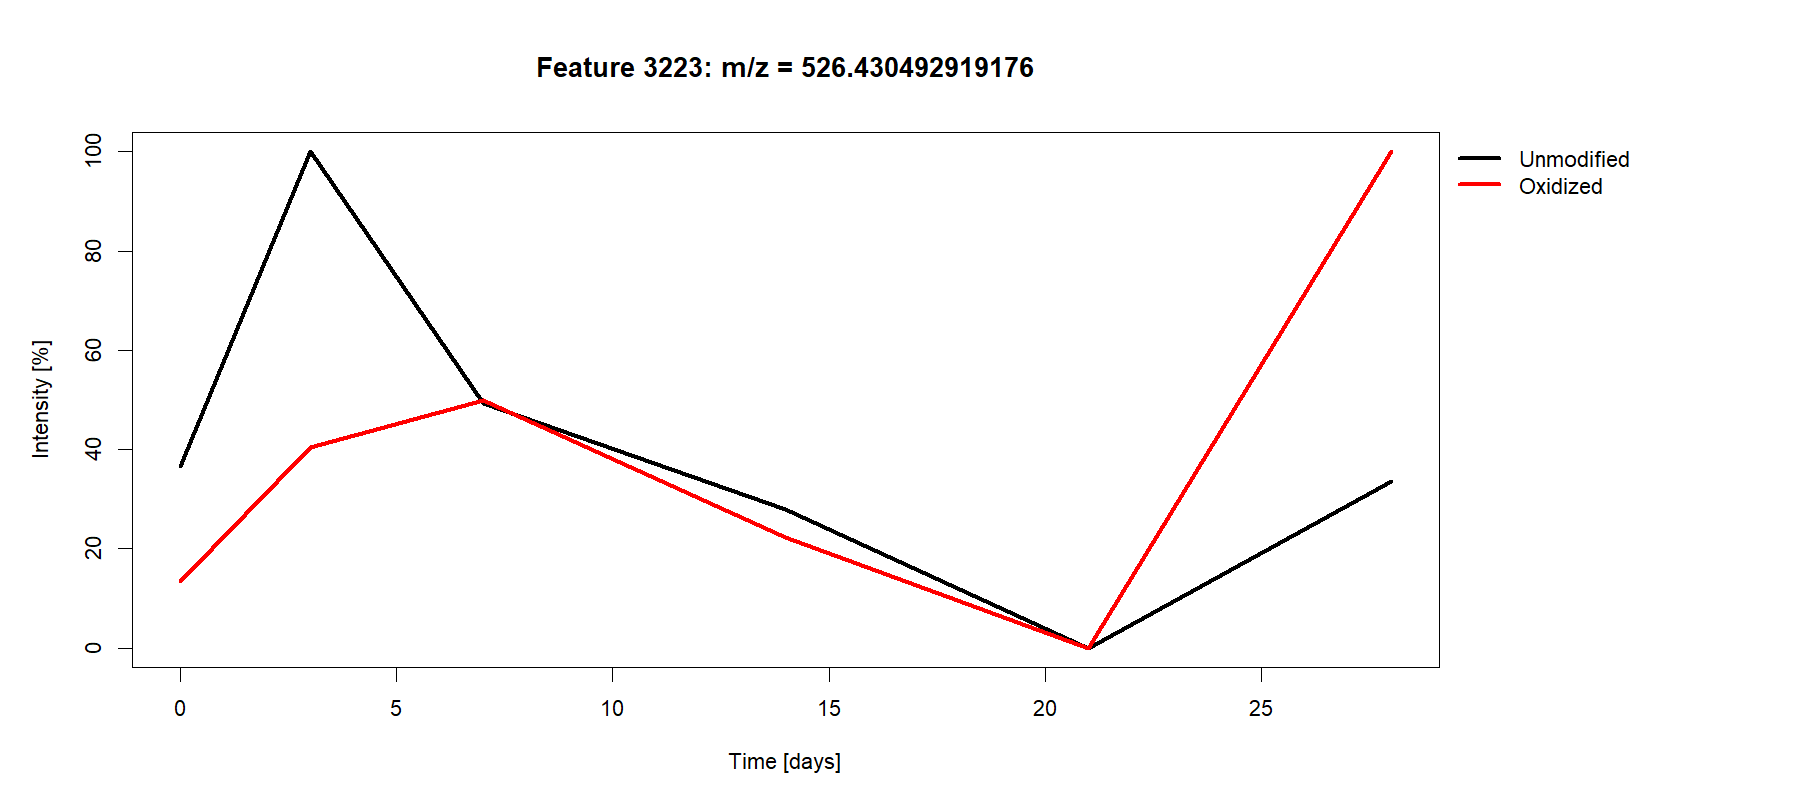 Feature 3223: m/z = 526.430492919176
Unmodified
Oxidized
Intensity [%]
100
80
60
40
20
0
0 5 10 15 20 25
Time [days]